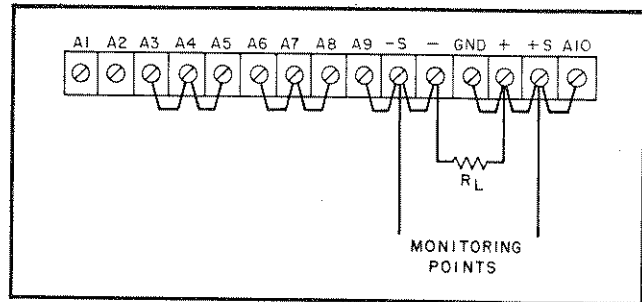 A1 A2 A3 A4 A5 A6 A7 A8 A9 -S - GND + +S A10
RL
MONITORING
POINTS